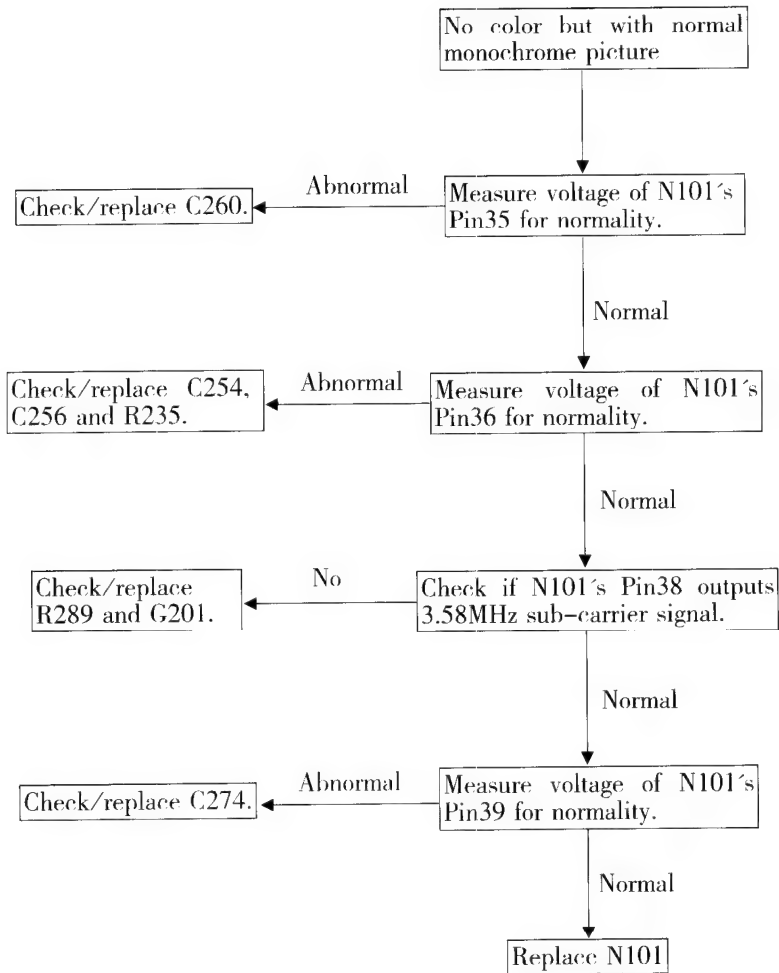 No color but with normal
monochrome picture
Abnormal
Measure voltage of N101´s
Pin35 for normality.
Check/replace C260.
Normal
Check/replace C254,
C256 and R235.
Abnormal
Measure voltage of N101´s
Pin36 for normality.
Normal
Check/replace
R289 and G201.
No
Check if N101´s Pin38 outputs
3.58MHz sub-carrier signal.
Normal
Check/replace C274.
Abnormal
Measure voltage of N101´s
Pin39 for normality.
Normal
Replace N101